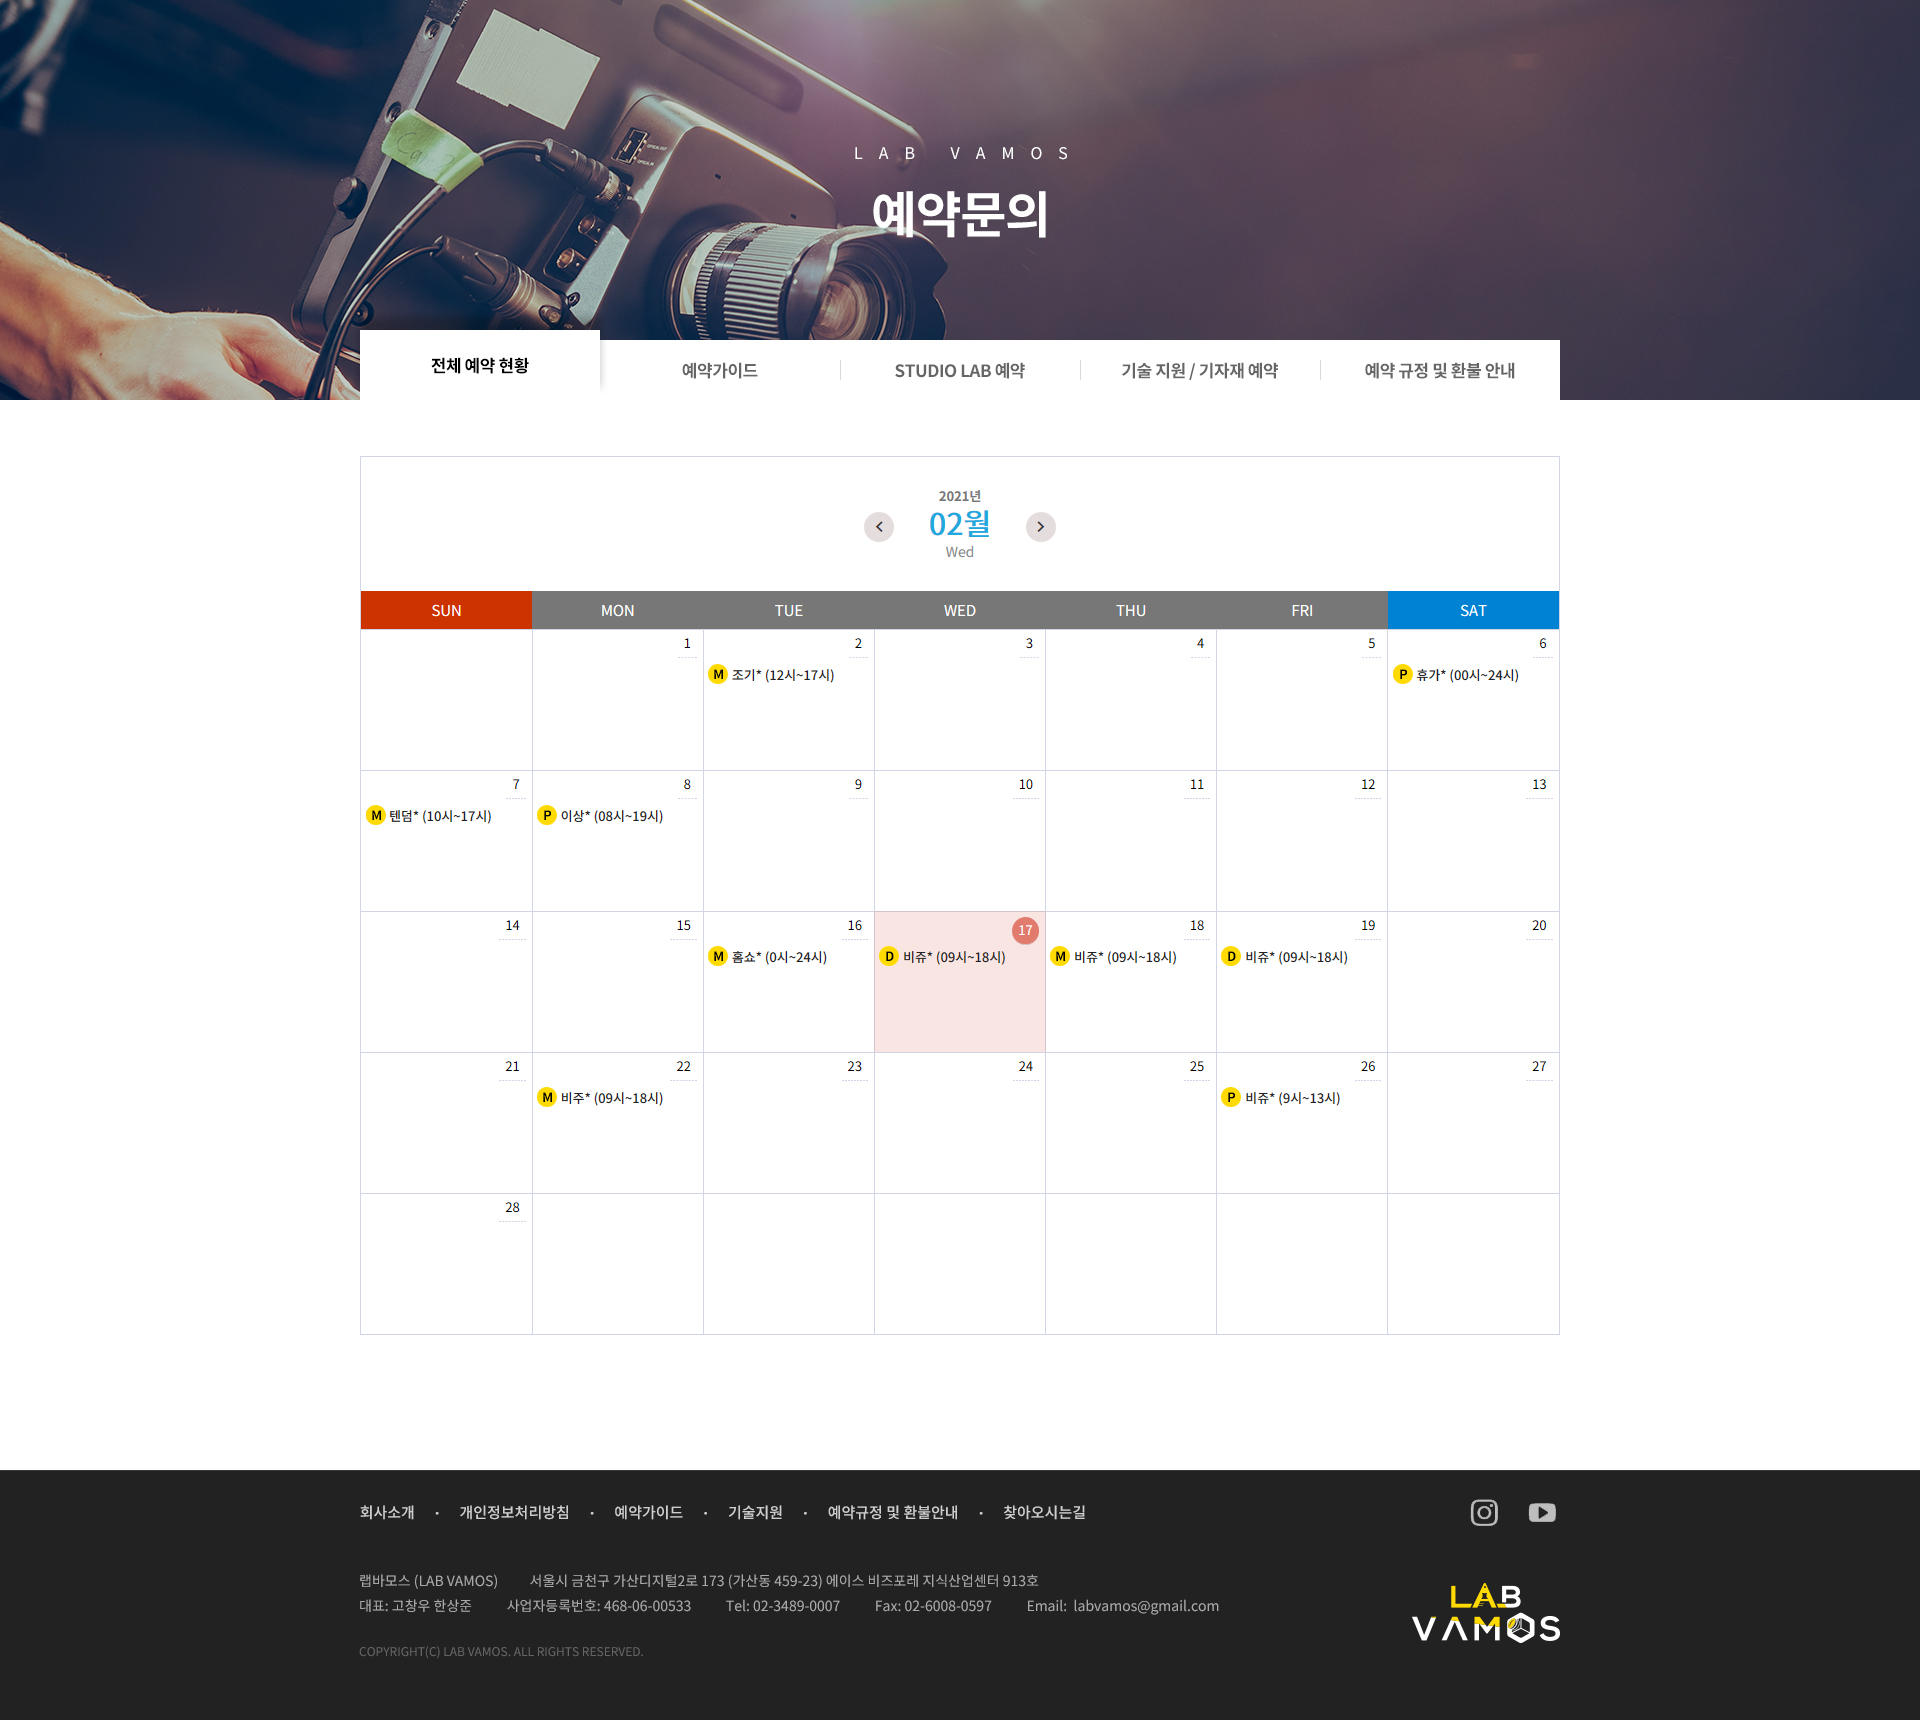 LAB VAMOS
예약문의
OPTICAL OUT
OPTICAL IN
전체 예약 현황
예약가이드
STUDIO LAB 예약
기술 지원 / 기자재 예약
예약 규정 및 환불 안내
2021년
02월
Wed
SUN MON TUE WED THU FRI SAT
1 2 3 4 5 6
M 조기* (12시~17시)
P 휴가* (00시~24시)
7 8 9 10 11 12 13
M 텐덤* (10시~17시)
P 이상* (08시~19시)
14 15 16 17 18 19 20
M 홈쇼* (0시~24시)
D 비쥬* (09시~18시)
M 비쥬* (09시~18시)
D 비쥬* (09시~18시)
21 22 23 24 25 26 27
M 비주* (09시~18시)
P 비쥬* (9시~13시)
28
회사소개 · 개인정보처리방침 · 예약가이드 · 기술지원 · 예약규정 및 환불안내 · 찾아오시는길
랩바모스 (LAB VAMOS) 서울시 금천구 가산디지털2로 173 (가산동 459-23) 에이스 비즈포레 지식산업센터 913호
대표: 고창우 한상준 사업자등록번호: 468-06-00533 Tel: 02-3489-0007 Fax: 02-6008-0597 Email: labvamos@gmail.com
COPYRIGHT(C) LAB VAMOS. ALL RIGHTS RESERVED.
LAB
VAMOS